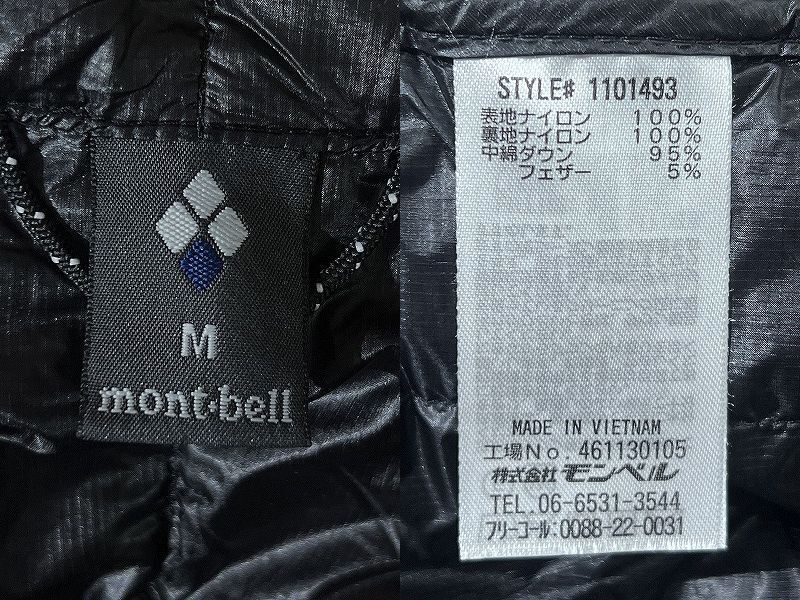 M
mont-bell
STYLE# 1101493
表地ナイロン 100%
裏地ナイロン 100%
中綿ダウン 95%
フェザー 5%
MADE IN VIETNAM
工場No. 461130105
株式会社 モンベル
TEL. 06-6531-3544
フリーコール:0088-22-0031